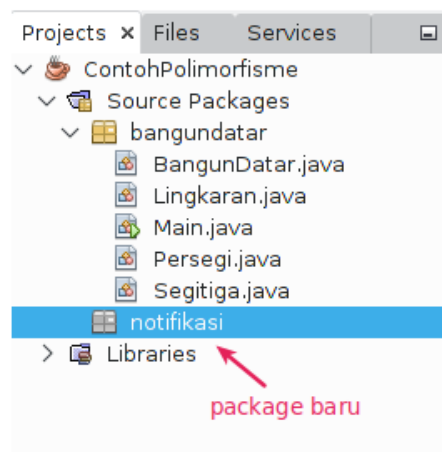 Projects × Files Services
ContohPolimorfisme
Source Packages
bangundatar
BangunDatar.java
Lingkaran.java
Main.java
Persegi.java
Segitiga.java
notifikasi
Libraries
package baru